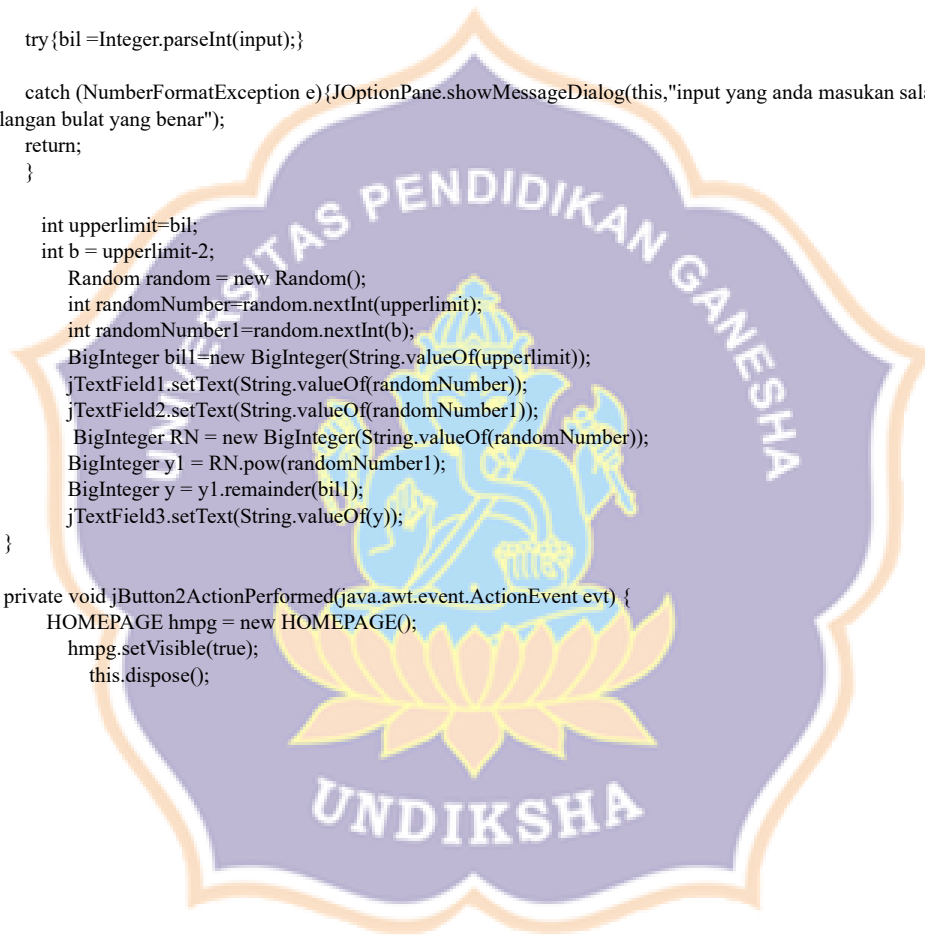 try{bil =Integer.parseInt(input);}
catch (NumberFormatException e){JOptionPane.showMessageDialog(this,"input yang anda masukan sal
langan bulat yang benar");
return;
}
int upperlimit=bil;
int b = upperlimit-2;
Random random = new Random();
int randomNumber=random.nextInt(upperlimit);
int randomNumber1=random.nextInt(b);
BigInteger bil1=new BigInteger(String.valueOf(upperlimit));
jTextField1.setText(String.valueOf(randomNumber));
jTextField2.setText(String.valueOf(randomNumber1));
BigInteger RN = new BigInteger(String.valueOf(randomNumber));
BigInteger y1 = RN.pow(randomNumber1);
BigInteger y = y1.remainder(bil1);
jTextField3.setText(String.valueOf(y));
}
private void jButton2ActionPerformed(java.awt.event.ActionEvent evt) {
HOMEPAGE hmpg = new HOMEPAGE();
hmpg.setVisible(true);
this.dispose();
UNIVERSITAS PENDIDIKAN GANESHA
UNDIKSHA